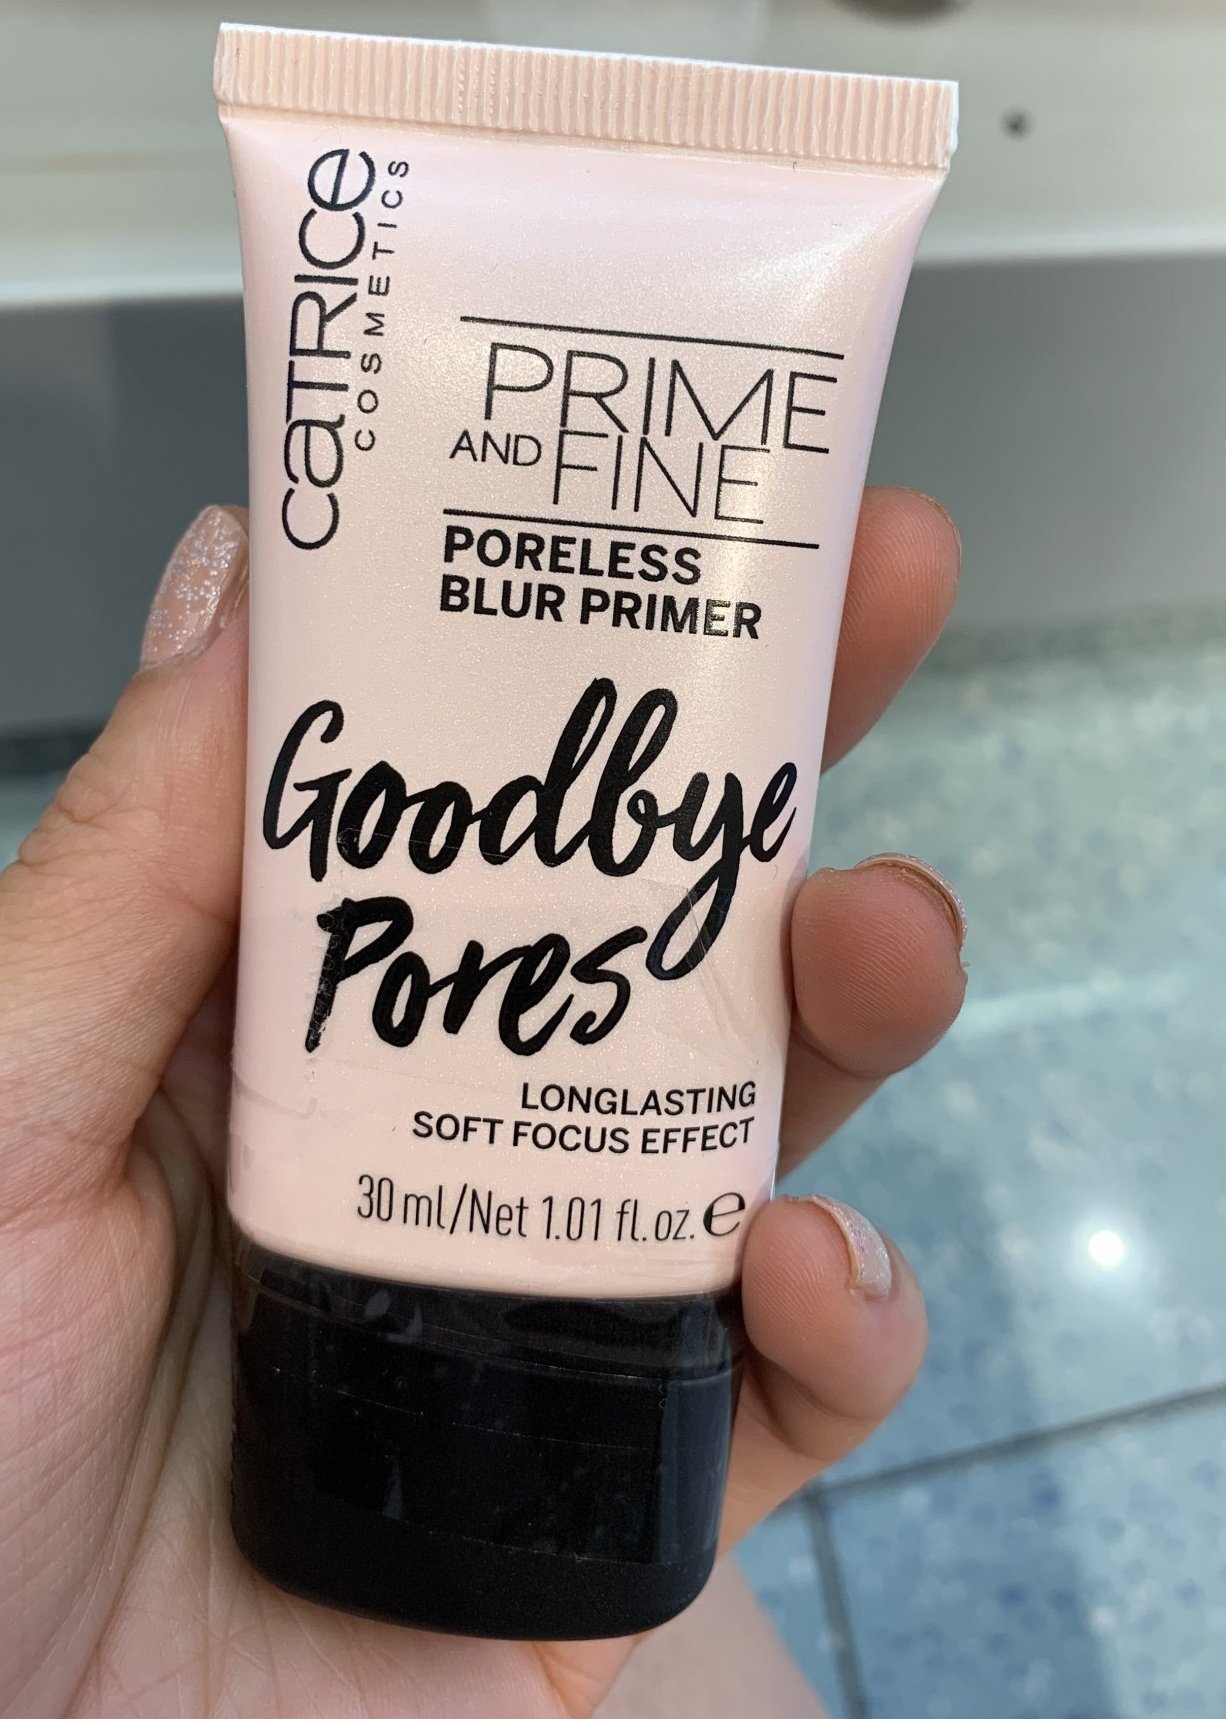 caTRICe
COSMETICS
PRIME
AND FINE
PORELESS
BLUR PRIMER
Goodbye
Pores
LONGLASTING
SOFT FOCUS EFFECT
30 ml/Net 1.01 fl. oz. ℮